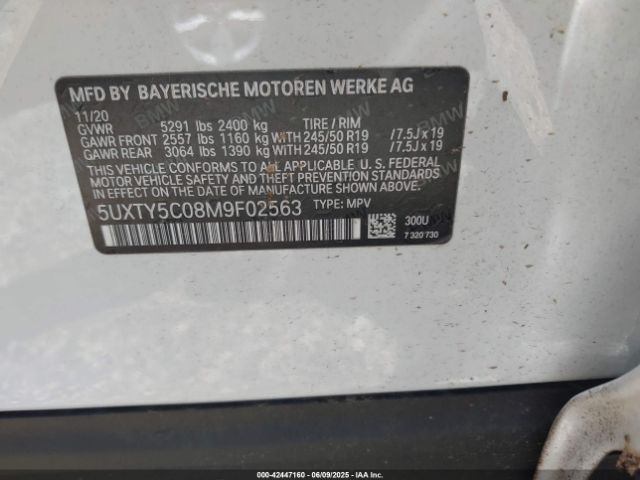 MFD BY BAYERISCHE MOTOREN WERKE AG
11/20
GVWR 5291 lbs 2400 kg TIRE / RIM
GAWR FRONT 2557 lbs 1160 kg WITH 245/50 R19 / 7.5J x 19
GAWR REAR 3064 lbs 1390 kg WITH 245/50 R19 / 7.5J x 19
THIS VEHICLE CONFORMS TO ALL APPLICABLE U. S. FEDERAL
MOTOR VEHICLE SAFETY AND THEFT PREVENTION STANDARDS
IN EFFECT ON THE DATE OF MANUFACTURE SHOWN ABOVE.
5UXTY5C08M9F02563 TYPE: MPV
300U
7 320 730
000-42447160 - 06/09/2025 - IAAI.com